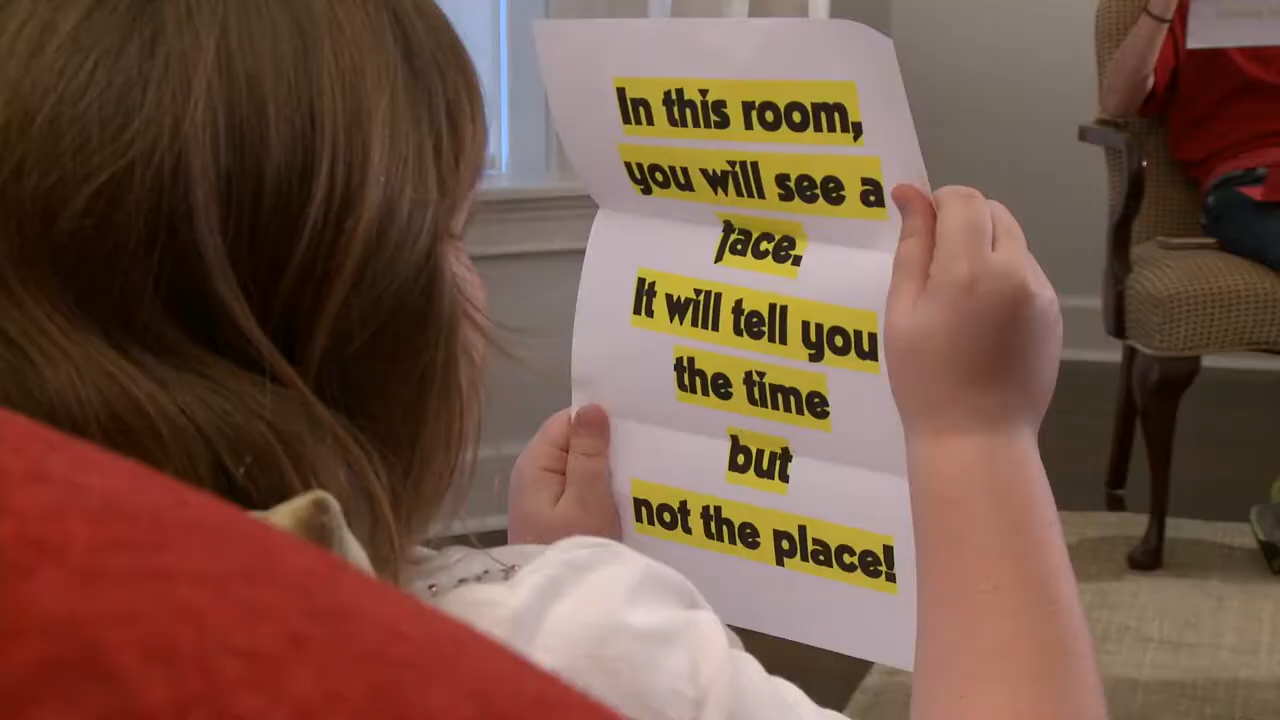 In this room,
you will see a
face.
It will tell you
the time
but
not the place!